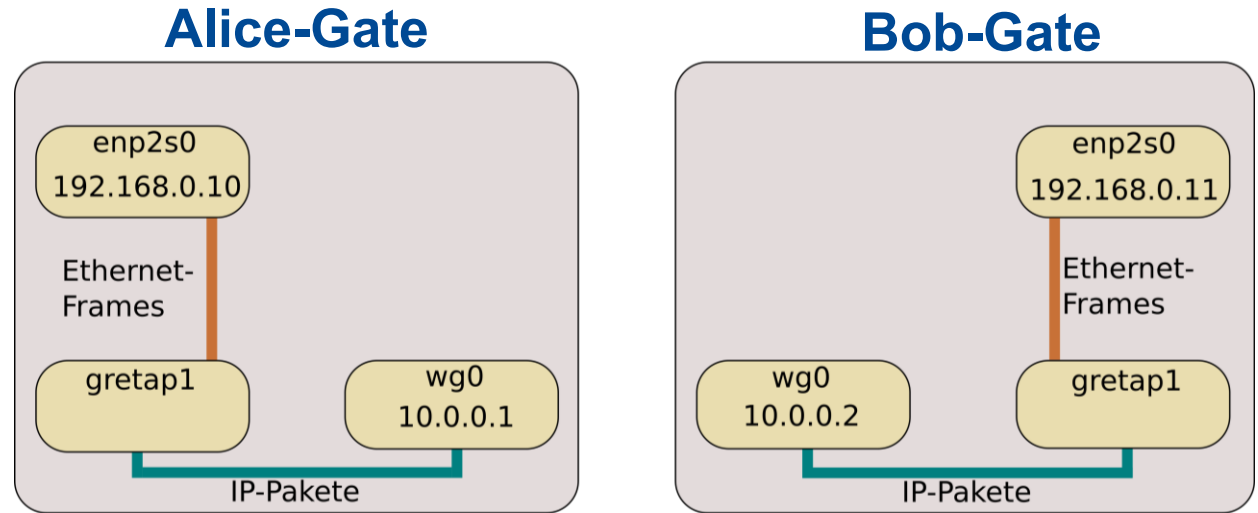 Alice-Gate
enp2s0
192.168.0.10
Ethernet-
Frames
gretap1
wg0
10.0.0.1
IP-Pakete
Bob-Gate
enp2s0
192.168.0.11
Ethernet-
Frames
wg0
10.0.0.2
gretap1
IP-Pakete